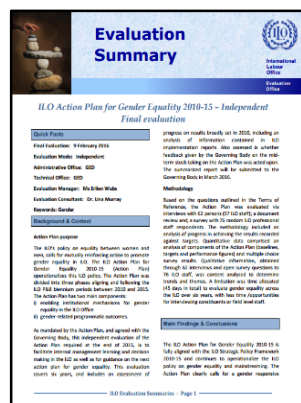 Evaluation
Summary
International
Labour
Office
Evaluation
Office
ILO Action Plan for Gender Equality 2010-15 – Independent
Final evaluation
Quick Facts
Final Evaluation: 9 February 2016
Evaluation Mode: Independent
Administrative Office: GED
Technical Office: GED
Evaluation Manager: Ms
Evaluation Consultant: Dr. Una Murray
Keywords: Gender
Background & Context
Action Plan purpose
The ILO's policy on equality between women and
men, calls for mutually reinforcing action to promote
gender equality in ILO. The ILO Action Plan for
Gender Equality 2010-15 (Action Plan)
operationalises this ILO policy. The Action Plan was
divided into three phases aligning and following the
ILO P&B biennium periods between 2010 and 2015.
The Action Plan has two main components:
i) enabling institutional mechanisms for gender
equality in the ILO Office
ii) gender-related programmatic outcomes.
As mandated by the Action Plan, and agreed with the
Governing Body, this independent evaluation of the
Action Plan required at the end of 2015, is to
facilitate internal management learning and decision
making in the ILO as well as for guidance on the next
action plan for gender equality. This evaluation
covers six years, and includes an assessment of
progress on results broadly set in 2010, including an
analysis of information contained in ILO
implementation reports. Also assessed is whether
feedback given by the Governing Body on the mid-
term stock taking on the Action Plan was acted upon.
The summarized report will be submitted to the
Governing Body in March 2016.
Methodology
Based on the questions outlined in the Terms of
Reference, the Action Plan was evaluated via
interviews with 62 persons (57 ILO staff); a document
review and; a survey with 76 random ILO professional
staff respondents. The methodology included an
analysis of progress in achieving the results recorded
against targets. Quantitative data comprised an
analysis of components of the Action Plan (baselines,
targets and performance figures) and multiple choice
survey results. Qualitative information, obtained
through 62 interviews and open survey questions to
76 ILO staff, was content analysed to determine
trends and themes. A limitation was time allocated
(45 days in total) to evaluate gender equality across
the ILO over six years, with less time/opportunities
for interviewing constituents or field level staff.
Main Findings & Conclusions
The ILO Action Plan for Gender Equality 2010-15 is
fully aligned with the ILO Strategic Policy Framework
2010-15 and continues to operationalize the ILO
policy on gender equality and mainstreaming. The
Action Plan clearly calls for a gender responsive
ILO Evaluation Summaries - Page 1